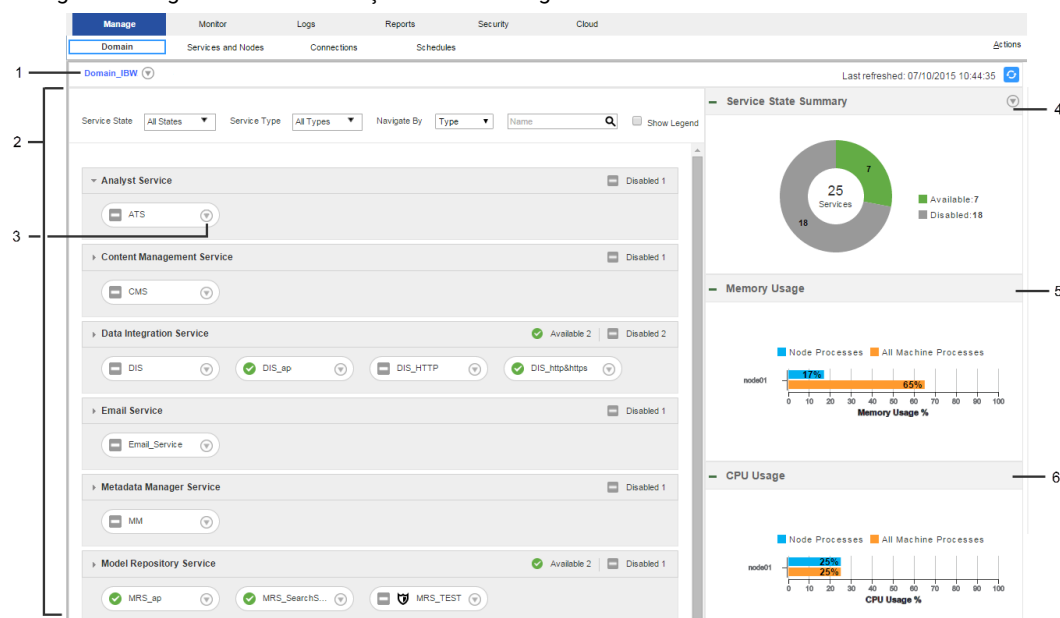 Manage Monitor Logs Reports Security Cloud
Domain Services and Nodes Connections Schedules Actions
1 Domain_IBW Last refreshed: 07/10/2015 10:44:35
2
Service State All States Service Type All Types Navigate By Type Name Show Legend
Analyst Service Disabled 1
ATS
3
Content Management Service Disabled 1
CMS
Data Integration Service Available 2 Disabled 2
DIS DIS_ap DIS_HTTP DIS_http&https
Email Service Disabled 1
Email_Service
Metadata Manager Service Disabled 1
MM
Model Repository Service Available 2 Disabled 1
MRS_ap MRS_SearchS... MRS_TEST
Service State Summary 4
7
25
Services
18
Available:7
Disabled:18
Memory Usage 5
Node Processes All Machine Processes
node01
17%
65%
0 10 20 30 40 50 60 70 80 90 100
Memory Usage %
CPU Usage 6
Node Processes All Machine Processes
node01
25%
25%
0 10 20 30 40 50 60 70 80 90 100
CPU Usage %